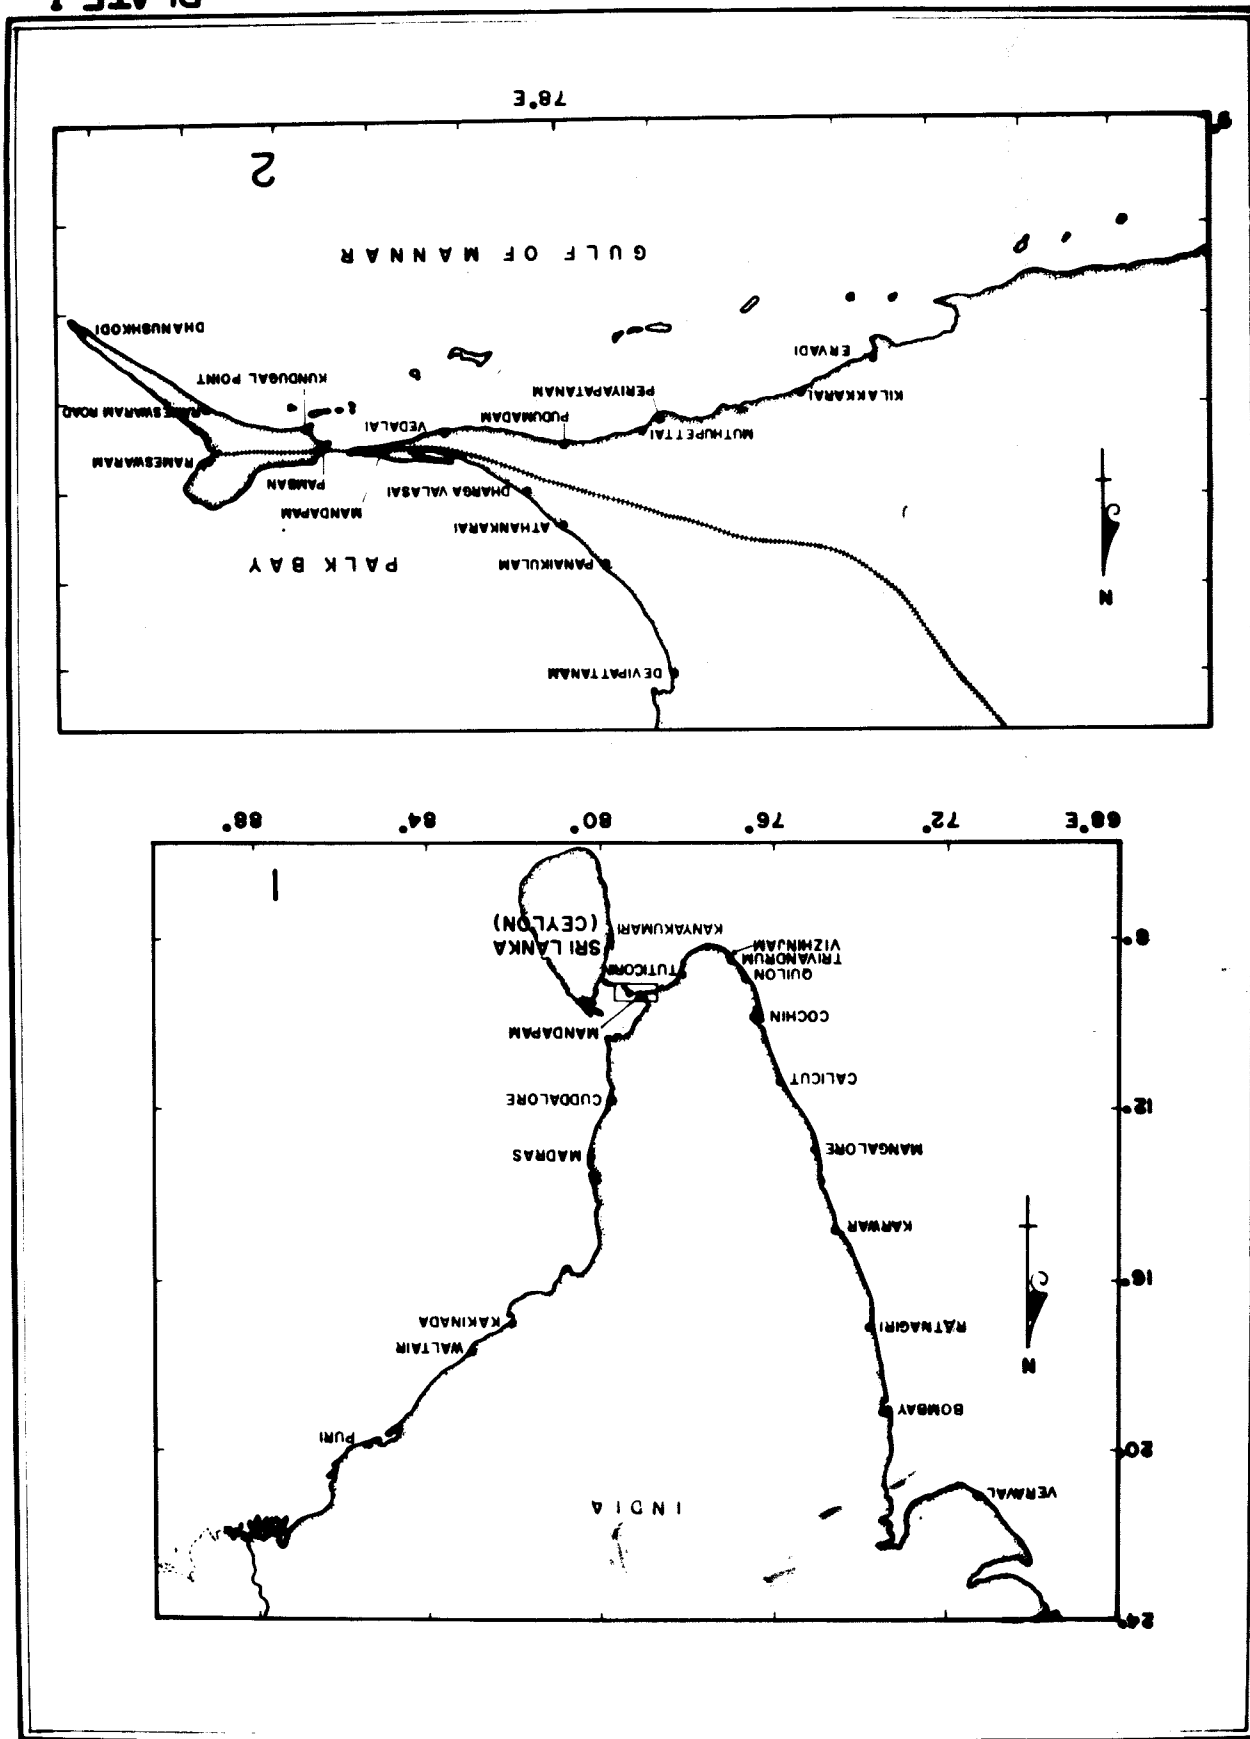 PLATE I
24°
20°
16°
12°
8°
68°E
72°
76°
80°
84°
88°
INDIA
N
VERAVAL
BOMBAY
RATNAGIRI
KARWAR
MANGALORE
CALICUT
COCHIN
QUILON
TRIVANDRUM
VIZHINJAM
KANYAKUMARI
TUTICORN
MANDAPAM
CUDDALORE
MADRAS
KAKINADA
WALTAIR
PURI
SRI LANKA
(CEYLON)
1
DEVIPATTANAM
PANAIKULAM
ATHANKARAI
DHARGA VALASAI
PALK BAY
N
MANDAPAM
PAMBAN
RAMESWARAM
RAMESWARAM ROAD
KUNDUGAL POINT
DHANUSHKODI
VEDALAI
PUDUMADAM
MUTHUPETTAI
PERIYAPATANAM
KILAKKARAI
ERVADI
GULF OF MANNAR
2
9°
78°E